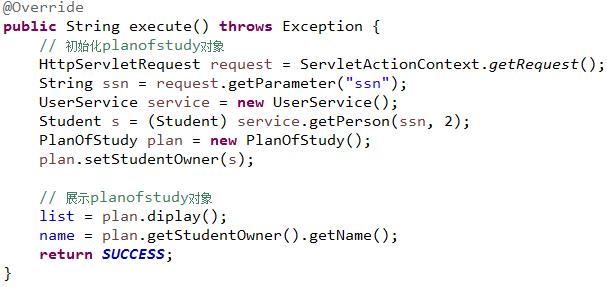 @Override
public String execute() throws Exception {
    // 初始化planofstudy对象
    HttpServletRequest request = ServletActionContext.getRequest();
    String ssn = request.getParameter("ssn");
    UserService service = new UserService();
    Student s = (Student) service.getPerson(ssn, 2);
    PlanOfStudy plan = new PlanOfStudy();
    plan.setStudentOwner(s);

    // 展示planofstudy对象
    list = plan.diplay();
    name = plan.getStudentOwner().getName();
    return SUCCESS;
}